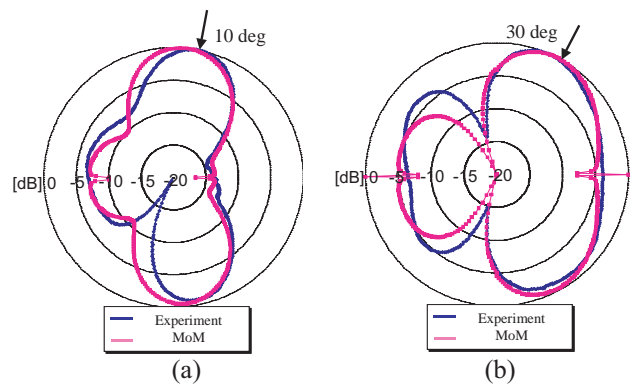 10 deg
[dB] 0 -5 -10 -15 -20
Experiment
MoM
(a)
30 deg
[dB] 0 -5 -10 -15 -20
Experiment
MoM
(b)